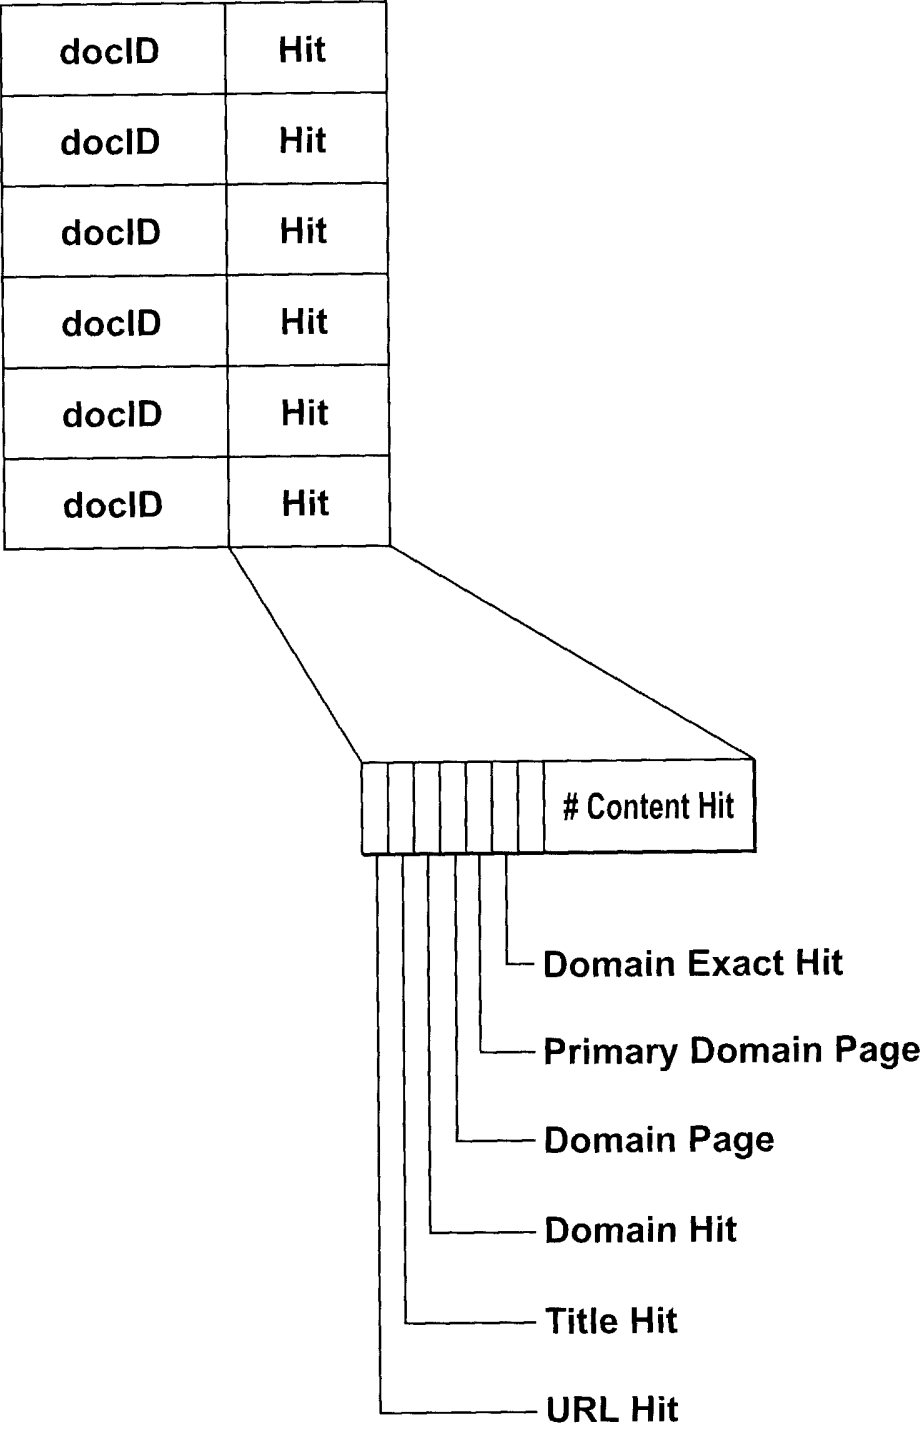 docID Hit
docID Hit
docID Hit
docID Hit
docID Hit
docID Hit
# Content Hit
Domain Exact Hit
Primary Domain Page
Domain Page
Domain Hit
Title Hit
URL Hit